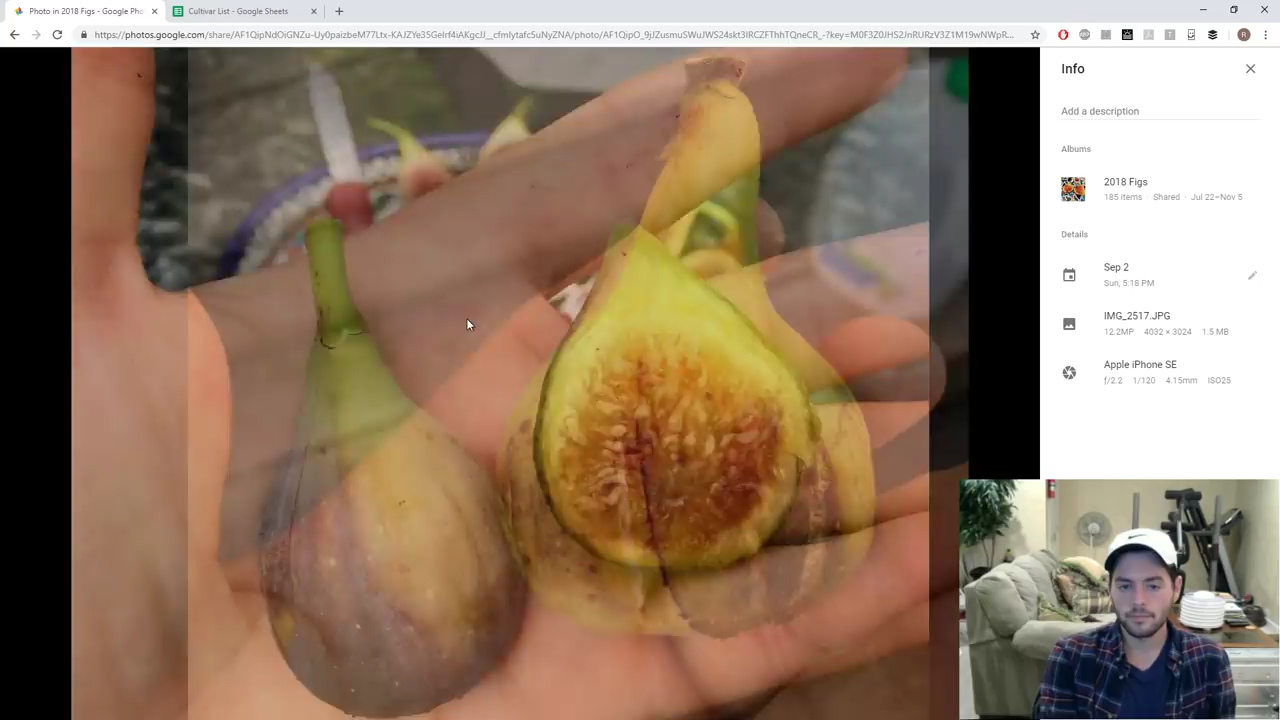 Photo in 2018 Figs - Google Pho
Cultivar List - Google Sheets
Info
Add a description
Albums
2018 Figs
185 items · Shared · Jul 22–Nov 5
Details
Sep 2
Sun, 5:18 PM
IMG_2517.JPG
12.2MP 4032 × 3024 1.5 MB
Apple iPhone SE
ƒ/2.2 1/120 4.15mm ISO25